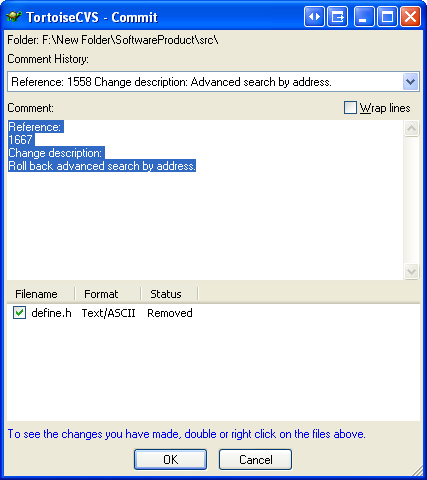 TortoiseCVS - Commit
Folder: F:\New Folder\SoftwareProduct\src\
Comment History:
Reference: 1558 Change description: Advanced search by address.
Comment: Wrap lines
Reference:
1667
Change description:
Roll back advanced search by address.
Filename Format Status
define.h Text/ASCII Removed
To see the changes you have made, double or right click on the files above.
OK Cancel